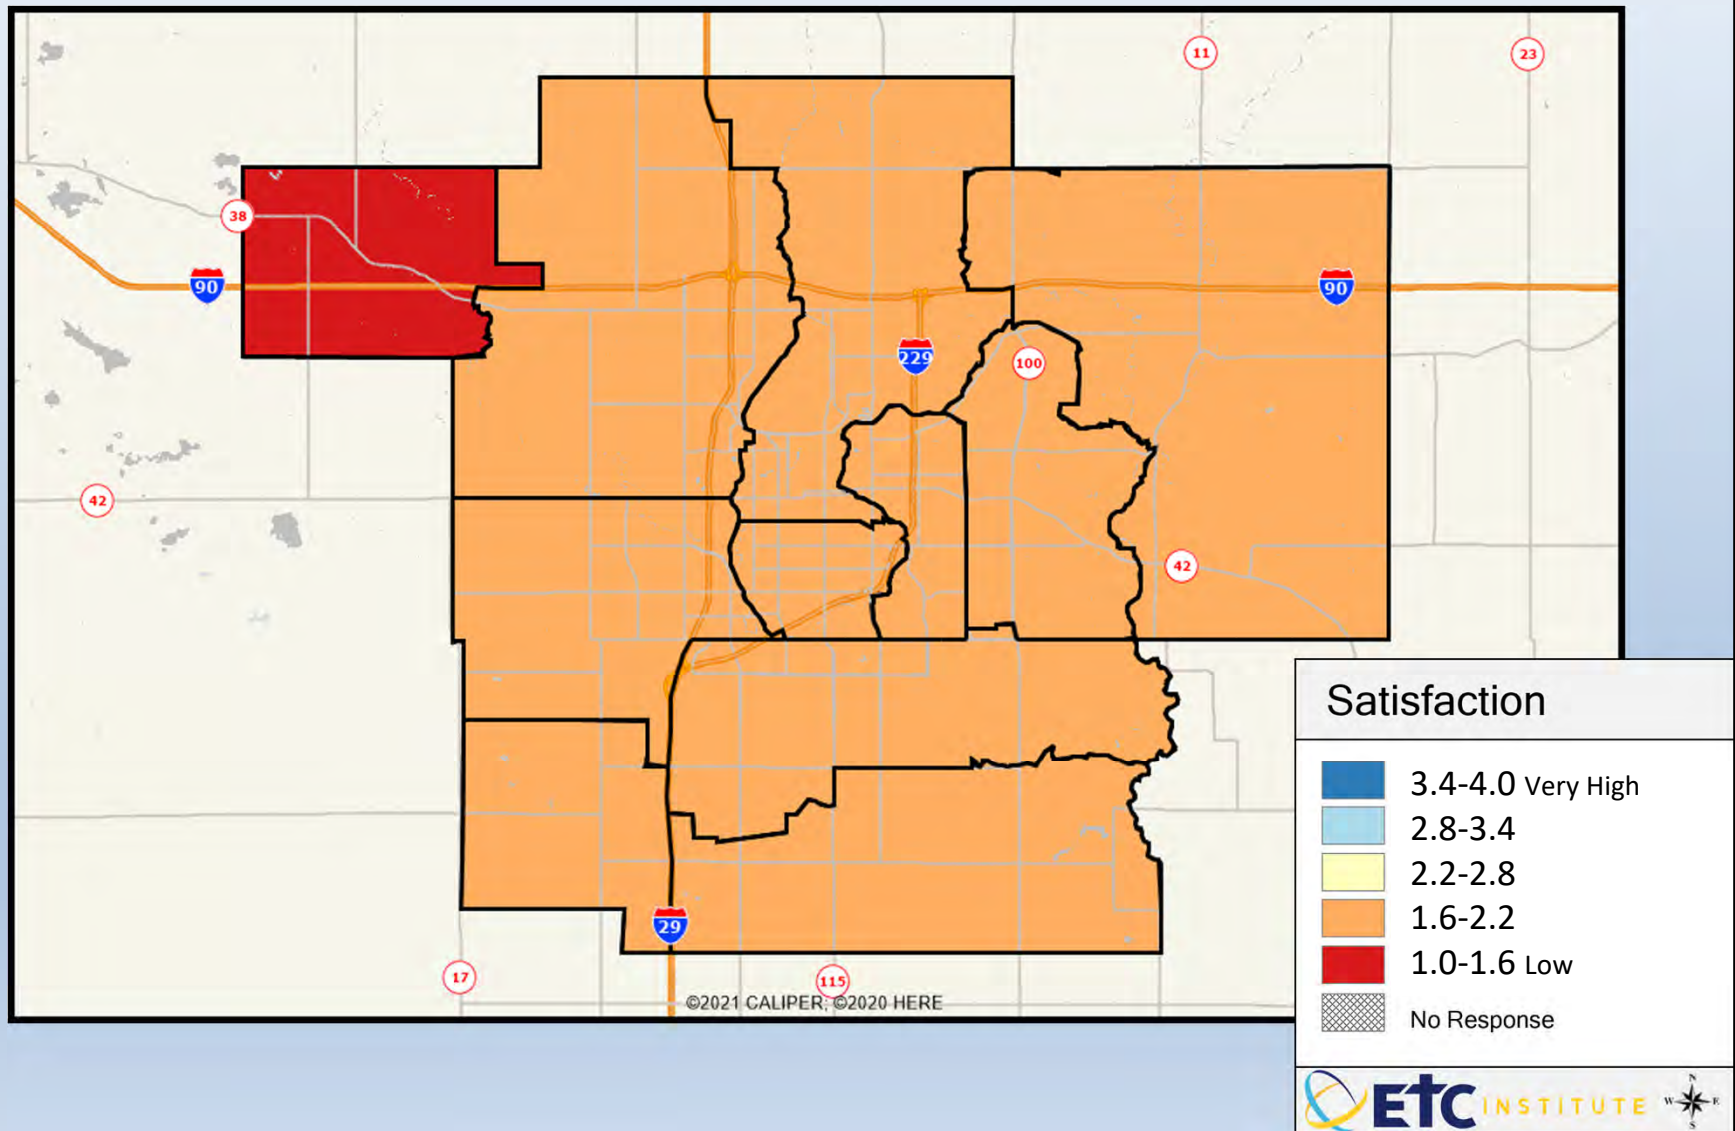 11
23
38
90
90
229
100
42
42
29
17
115
©2021 CALIPER; ©2020 HERE
Satisfaction
3.4-4.0 Very High
2.8-3.4
2.2-2.8
1.6-2.2
1.0-1.6 Low
No Response
N
W E
S
ETC INSTITUTE